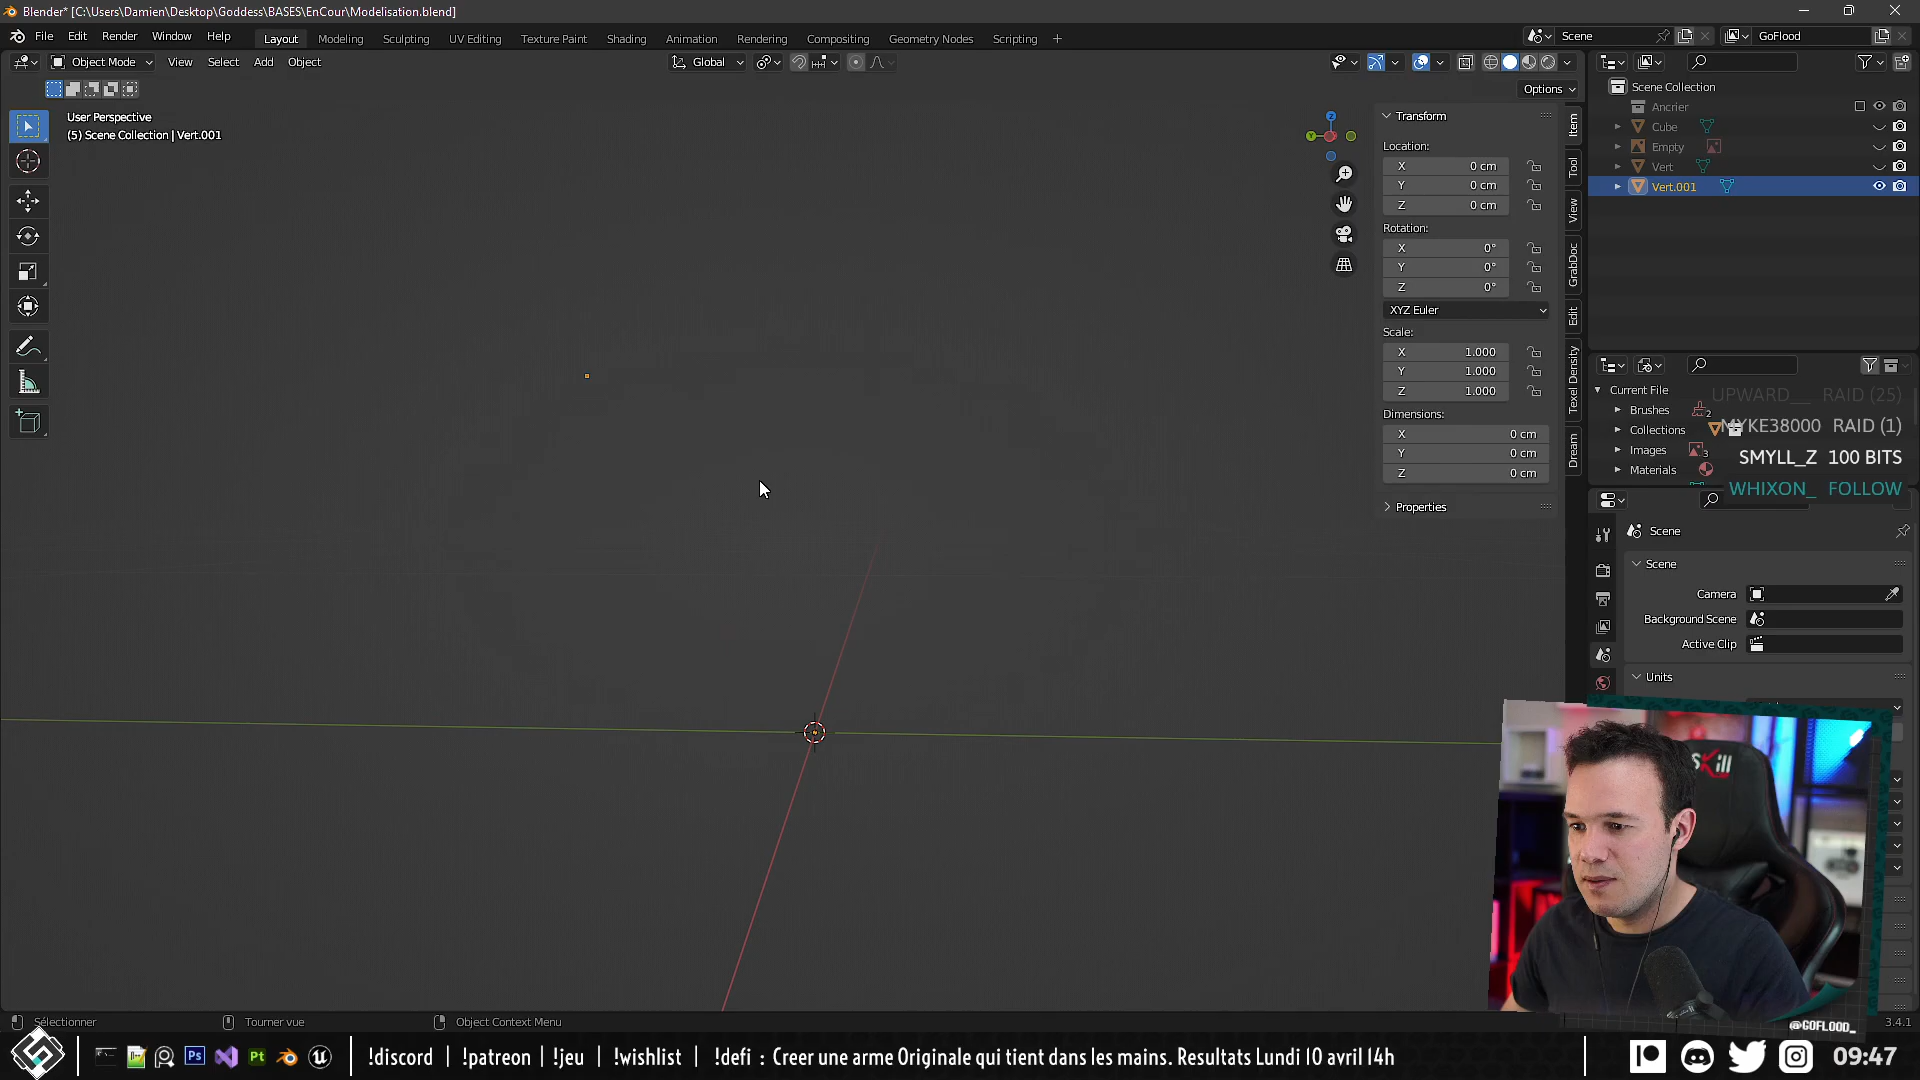 Blender* [C:\Users\Damien\Desktop\Goddess\BASES\EnCour\Modelisation.blend]
File Edit Render Window Help
Layout Modeling Sculpting UV Editing Texture Paint Shading Animation Rendering Compositing Geometry Nodes Scripting +
Scene
GoFlood
Object Mode View Select Add Object
Global
Options
User Perspective
(5) Scene Collection | Vert.001
Transform
Location:
X 0 cm
Y 0 cm
Z 0 cm
Rotation:
X 0°
Y 0°
Z 0°
XYZ Euler
Scale:
X 1.000
Y 1.000
Z 1.000
Dimensions:
X 0 cm
Y 0 cm
Z 0 cm
Properties
Item
Tool
View
GrabDoc
Edit
Texel Density
Dream
Z
Y
Scene Collection
Ancrier
Cube
Empty
Vert
Vert.001
Current File
Brushes 2
Collections
Images 3
Materials
UPWARD__ RAID (25)
MYKE38000 RAID (1)
SMYLL_Z 100 BITS
WHIXON_ FOLLOW
Scene
Scene
Camera
Background Scene
Active Clip
Units
@GOFLOOD_
Sélectionner
Tourner vue
Object Context Menu
3.4.1
Ps
Pt
!discord | !patreon | !jeu | !wishlist | !defi : Creer une arme Originale qui tient dans les mains. Resultats Lundi 10 avril 14h
09:47